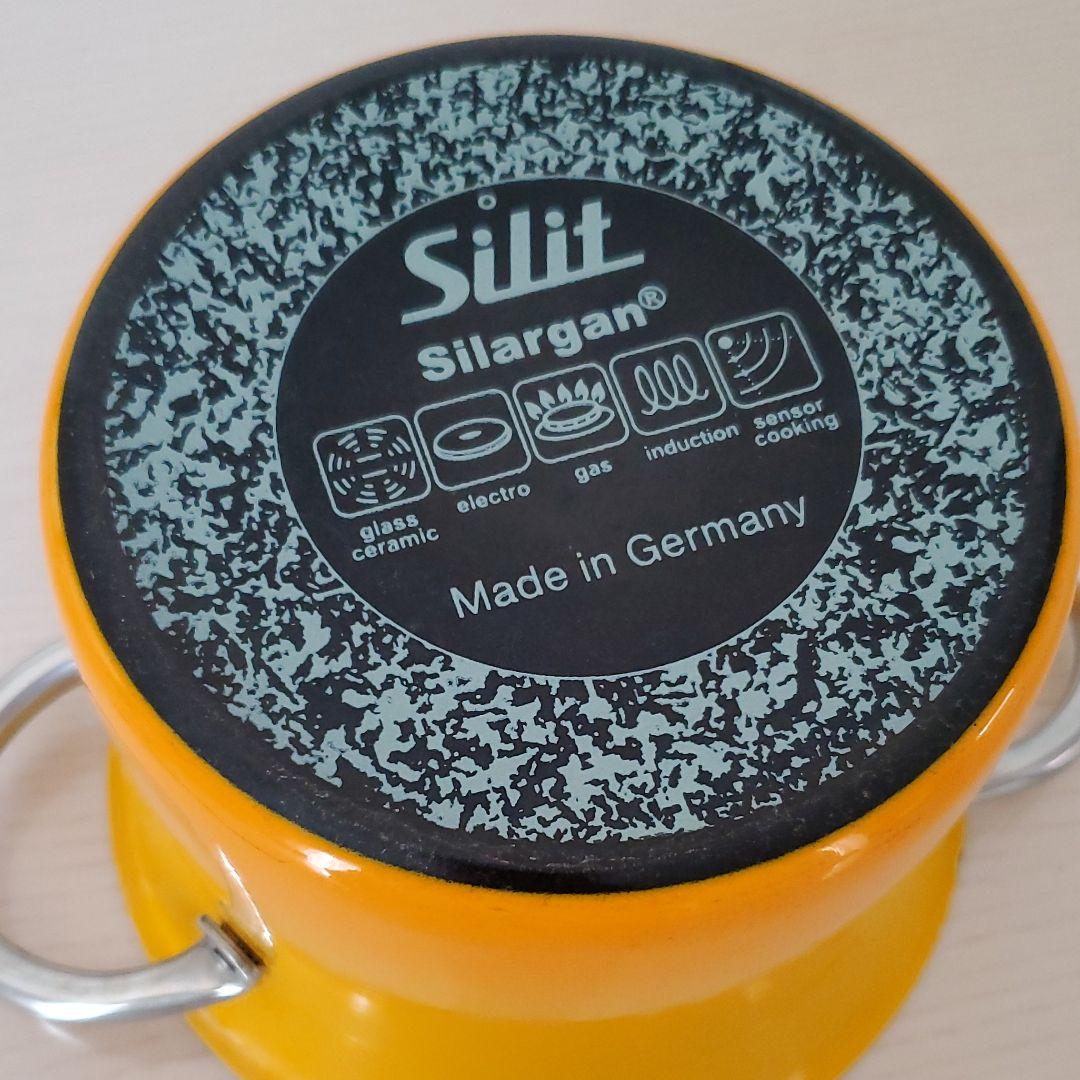 Silit
Silargan®
glass ceramic
electro
gas
induction
sensor cooking
Made in Germany